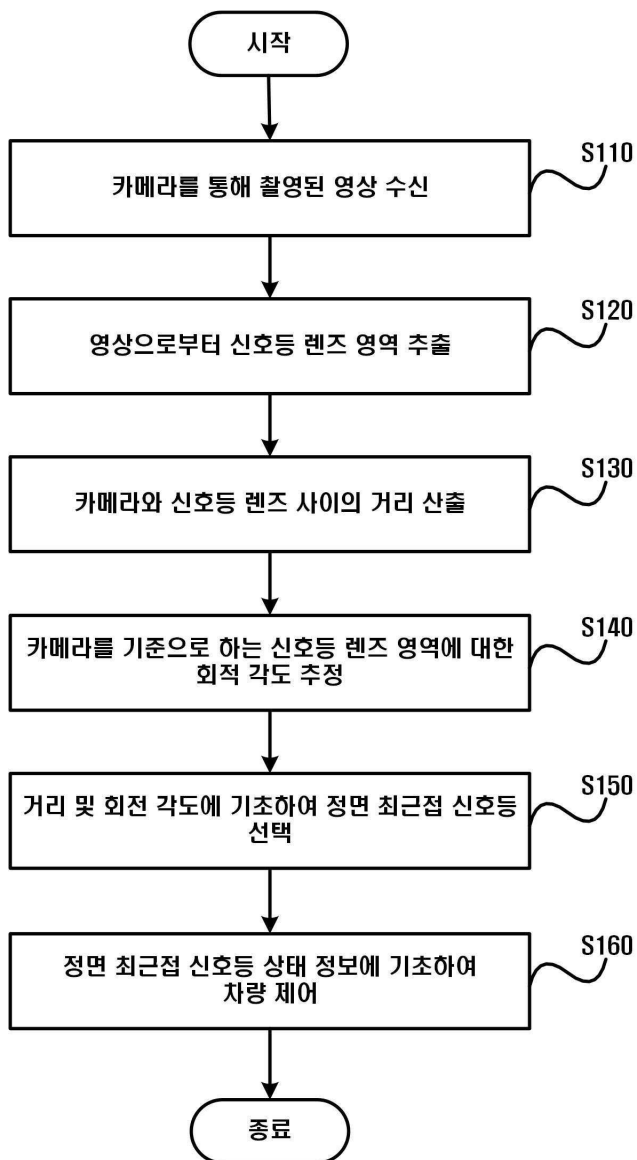 시작
카메라를 통해 촬영된 영상 수신
S110
영상으로부터 신호등 렌즈 영역 추출
S120
카메라와 신호등 렌즈 사이의 거리 산출
S130
카메라를 기준으로 하는 신호등 렌즈 영역에 대한
회적 각도 추정
S140
거리 및 회전 각도에 기초하여 정면 최근접 신호등
선택
S150
정면 최근접 신호등 상태 정보에 기초하여
차량 제어
S160
종료